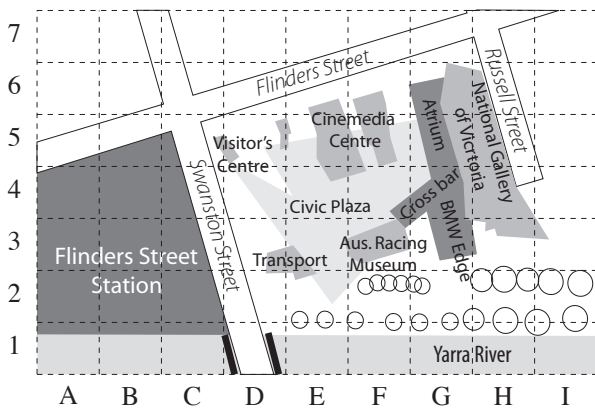 7
6
5
4
3
2
1
Flinders Street
Russell Street
Cinemedia
Centre
Atrium
National Gallery
of Victrtoria
Visitor's
Centre
Swanston Street
Civic Plaza
Cross bar
BMW Edge
Aus. Racing
Museum
Transport
Flinders Street
Station
Yarra River
A B C D E F G H I